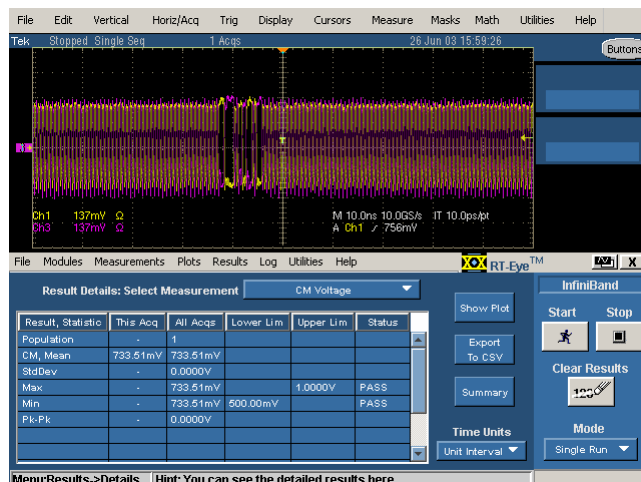 File Edit Vertical Horiz/Acq Trig Display Cursors Measure Masks Math Utilities Help
Tek Stopped Single Seq 1 Acqs 26 Jun 03 15:59:26
Buttons
Ch1 137mV Ω M 10.0ns 10.0GS/s IT 10.0ps/pt
Ch3 137mV Ω A Ch1 756mV
File Modules Measurements Plots Results Log Utilities Help RT-Eye™ X
Result Details: Select Measurement CM Voltage
InfiniBand
Show Plot
Start Stop
Result, Statistic This Acq All Acqs Lower Lim Upper Lim Status
Population - 1
CM, Mean 733.51mV 733.51mV
StdDev - 0.0000V
Max - 733.51mV 1.0000V PASS
Min - 733.51mV 500.00mV PASS
Pk-Pk - 0.0000V
Export
To CSV
Clear Results
Summary
Time Units
Unit Interval
Mode
Single Run
Menu:Results->Details Hint: You can see the detailed results here